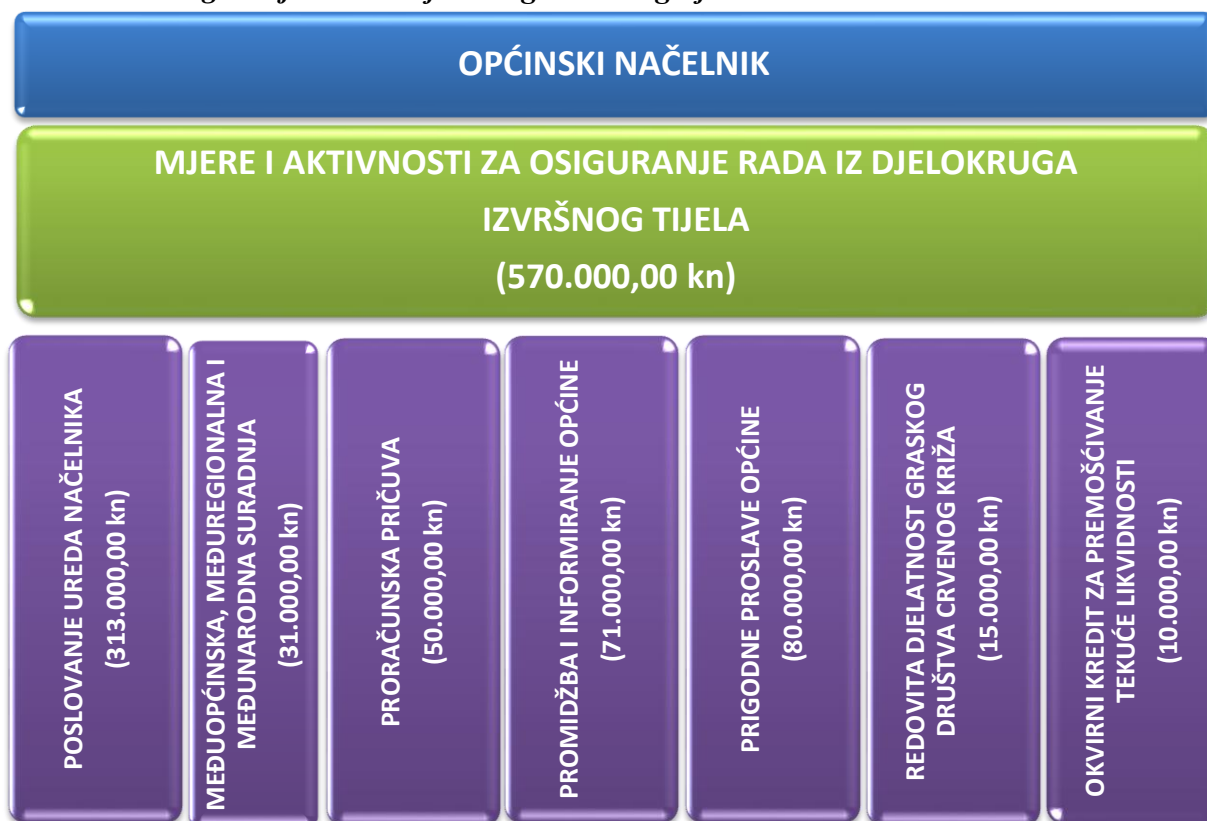 OPĆINSKI NAČELNIK
MJERE I AKTIVNOSTI ZA OSIGURANJE RADA IZ DJELOKRUGA
IZVRŠNOG TIJELA
(570.000,00 kn)
POSLOVANJE UREDA NAČELNIKA
(313.000,00 kn)
MEĐUOPĆINSKA, MEĐUREGIONALNA I
MEĐUNARODNA SURADNJA
(31.000,00 kn)
PRORAČUNSKA PRIČUVA
(50.000,00 kn)
PROMIDŽBA I INFORMIRANJE OPĆINE
(71.000,00 kn)
PRIGODNE PROSLAVE OPĆINE
(80.000,00 kn)
REDOVITA DJELATNOST GRASKOG
DRUŠTVA CRVENOG KRIŽA
(15.000,00 kn)
OKVIRNI KREDIT ZA PREMOŠĆIVANJE
TEKUĆE LIKVIDNOSTI
(10.000,00 kn)